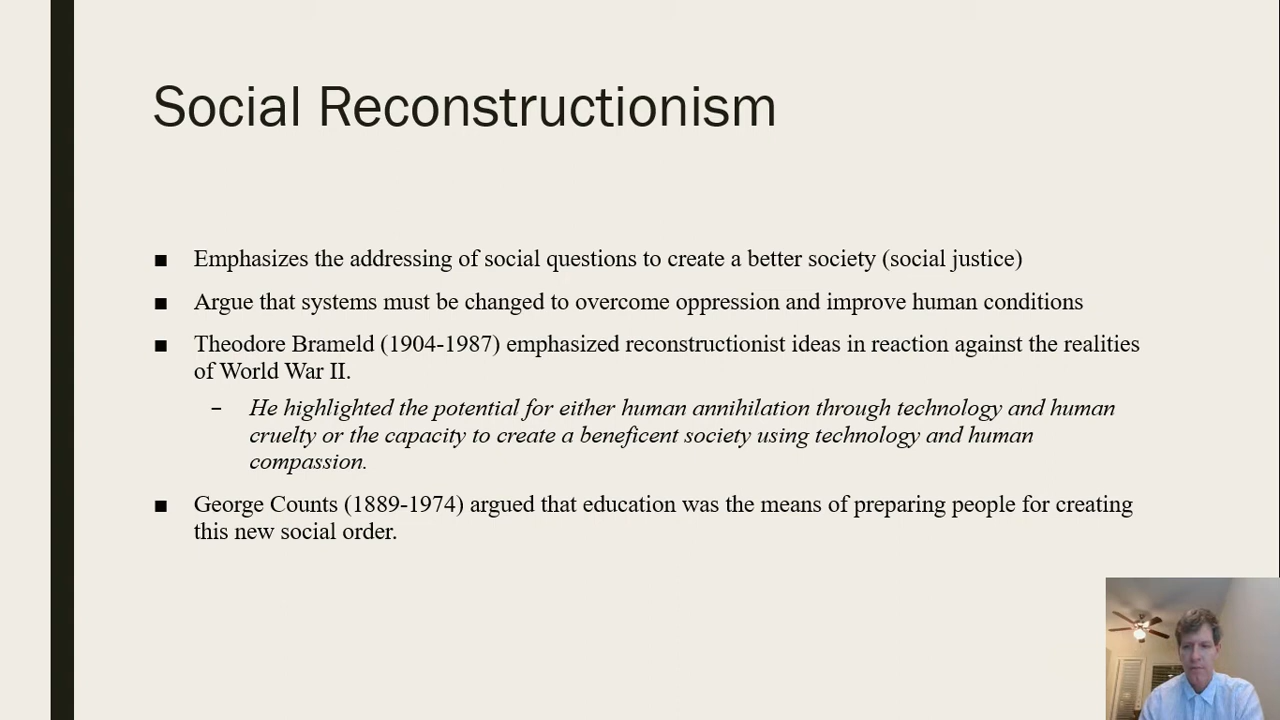 Social Reconstructionism
■ Emphasizes the addressing of social questions to create a better society (social justice)
■ Argue that systems must be changed to overcome oppression and improve human conditions
■ Theodore Brameld (1904-1987) emphasized reconstructionist ideas in reaction against the realities
of World War II.
– He highlighted the potential for either human annihilation through technology and human
cruelty or the capacity to create a beneficent society using technology and human
compassion.
■ George Counts (1889-1974) argued that education was the means of preparing people for creating
this new social order.